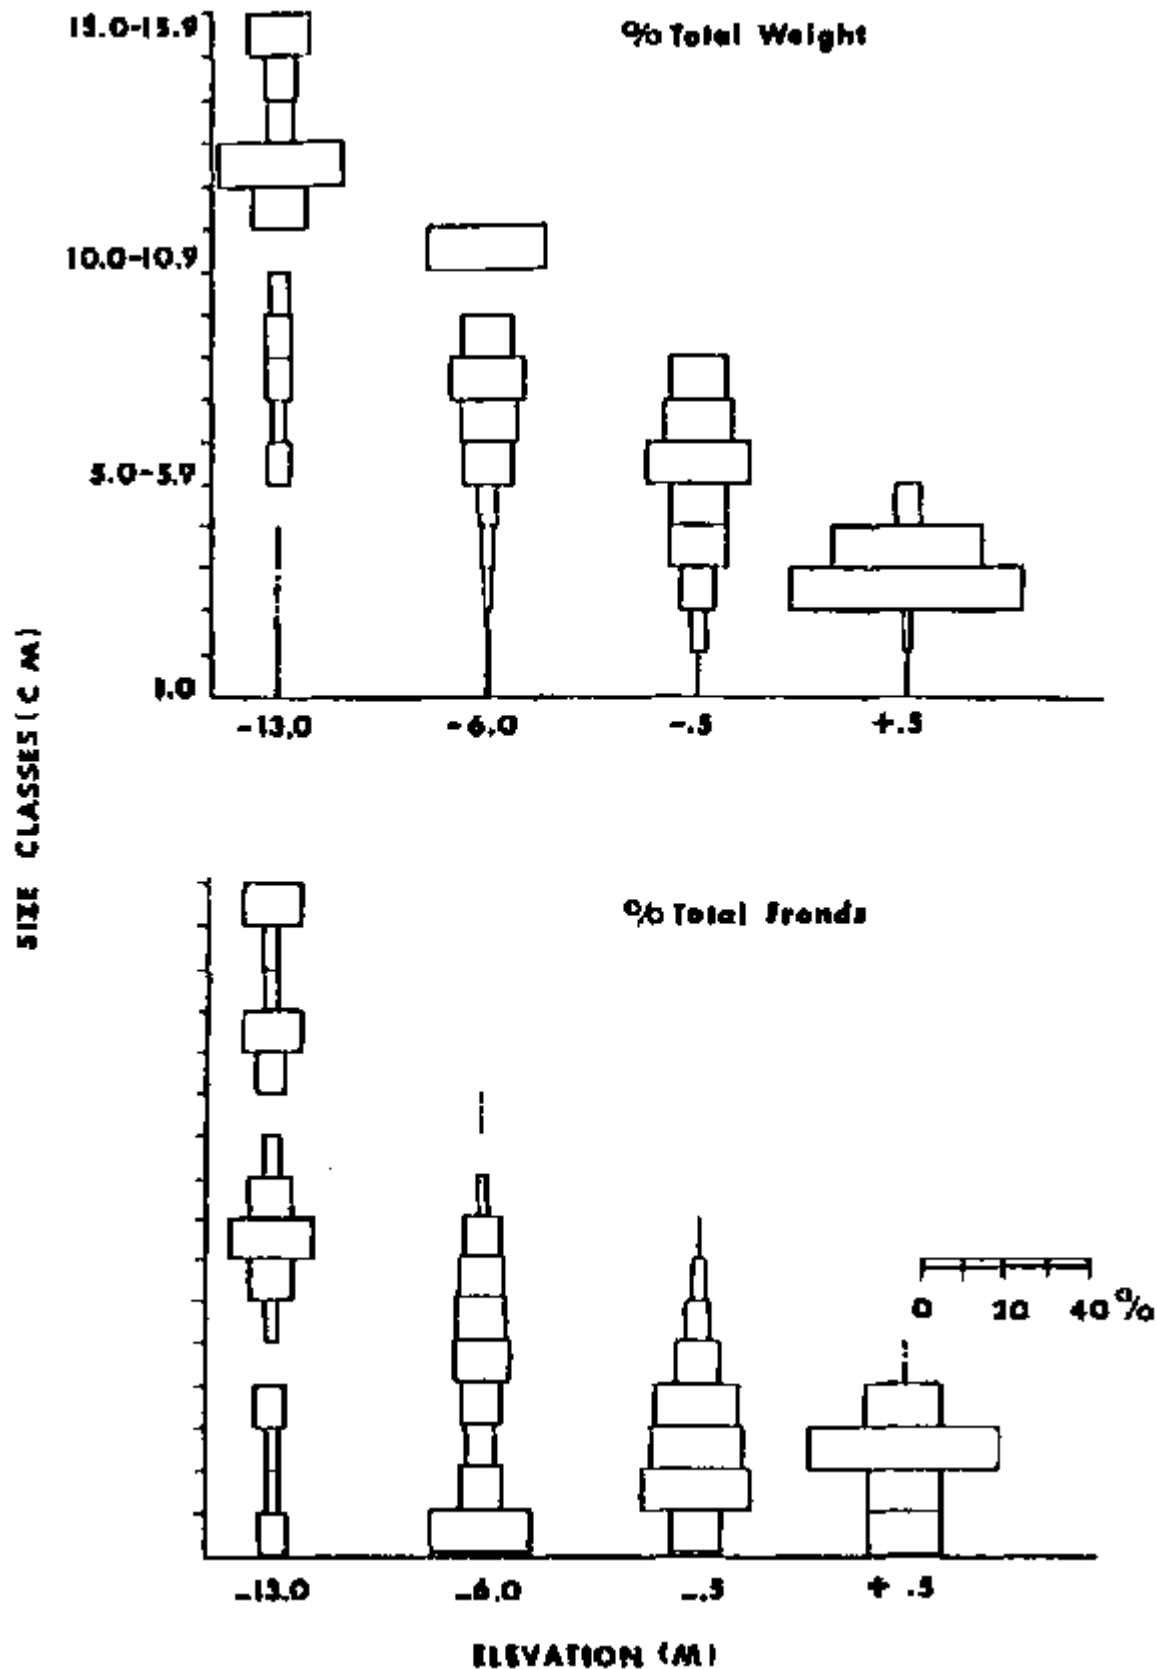 15.0-15.9
% Total Weight
10.0-10.9
5.0-5.9
1.0
-13.0 -6.0 -.5 +.5
SIZE CLASSES (C M)
% Total Fronds
0 20 40%
-13.0 -6.0 -.5 + .5
ELEVATION (M)